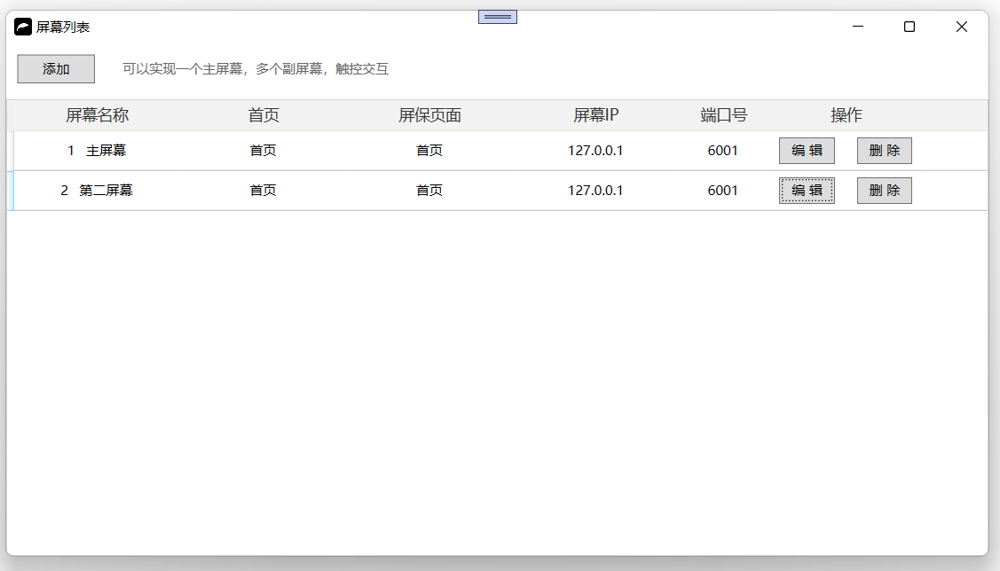 屏幕列表
添加 可以实现一个主屏幕，多个副屏幕，触控交互
屏幕名称 首页 屏保页面 屏幕IP 端口号 操作
1 主屏幕 首页 首页 127.0.0.1 6001 编 辑 删 除
2 第二屏幕 首页 首页 127.0.0.1 6001 编 辑 删 除